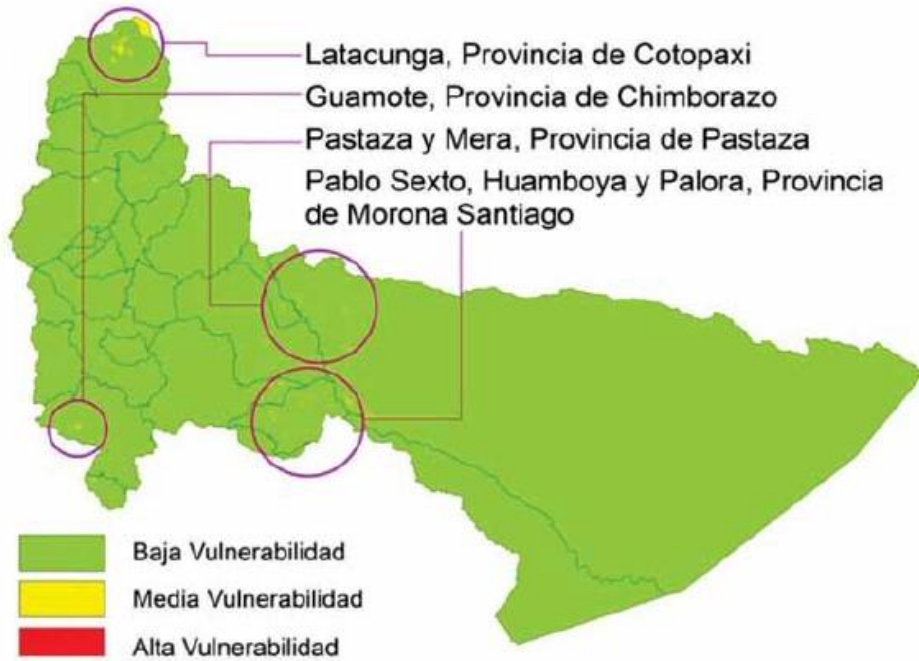 Latacunga, Provincia de Cotopaxi
Guamote, Provincia de Chimborazo
Pastaza y Mera, Provincia de Pastaza
Pablo Sexto, Huamboya y Palora, Provincia
de Morona Santiago
Baja Vulnerabilidad
Media Vulnerabilidad
Alta Vulnerabilidad